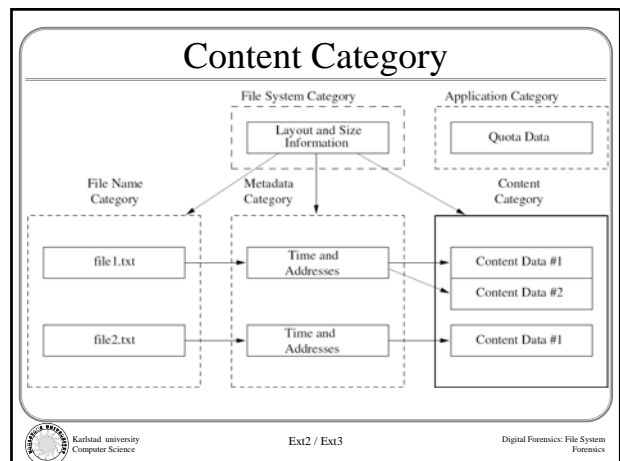 Content Category
File System Category
Application Category
Layout and Size
Information
Quota Data
File Name
Category
Metadata
Category
Content
Category
file1.txt
Time and
Addresses
Content Data #1
Content Data #2
file2.txt
Time and
Addresses
Content Data #1
Karlstad university
Computer Science
Ext2 / Ext3
Digital Forensics: File System
Forensics